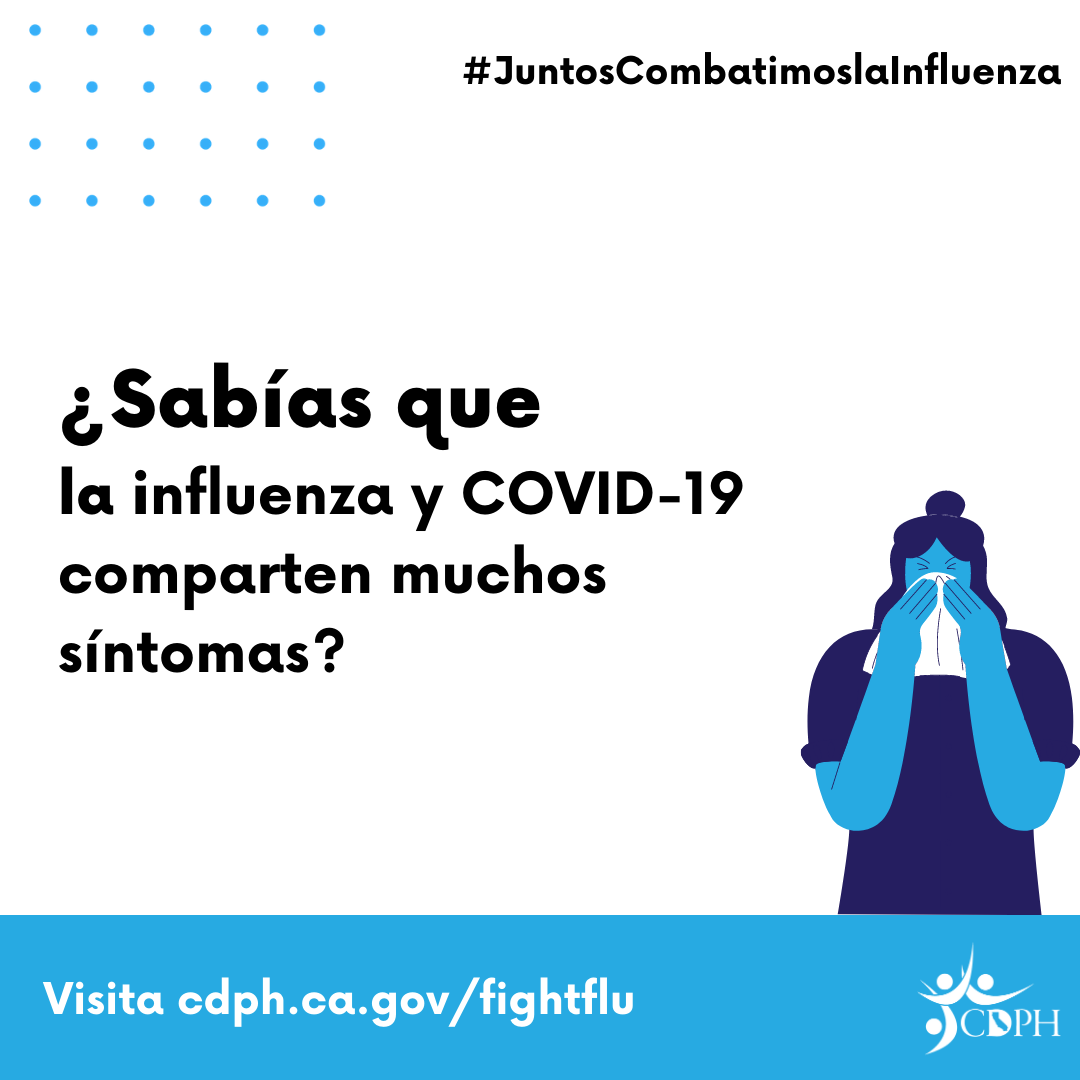 #JuntosCombatimoslaInfluenza
¿Sabías que
la influenza y COVID-19
comparten muchos
síntomas?
Visita cdph.ca.gov/fightflu
CDPH